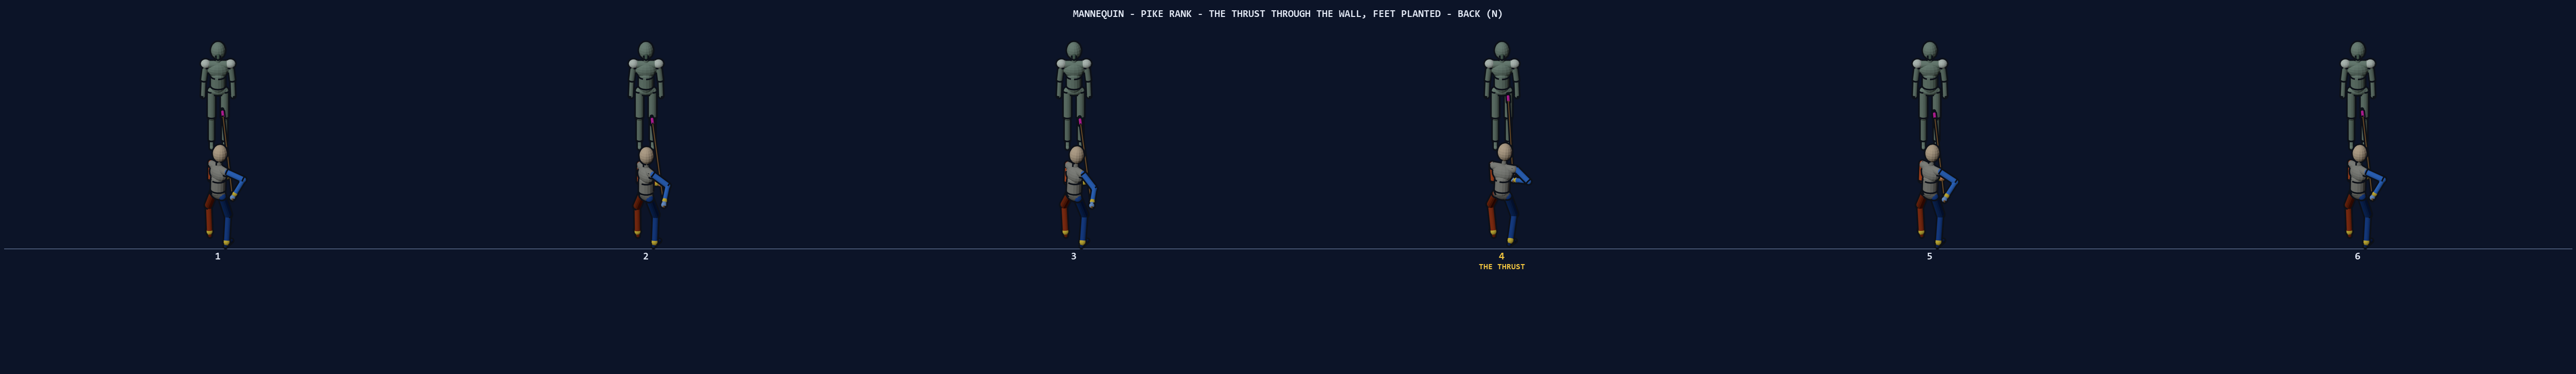 MANNEQUIN - PIKE RANK - THE THRUST THROUGH THE WALL, FEET PLANTED - BACK (N)
1 2 3 4 5 6
THE THRUST